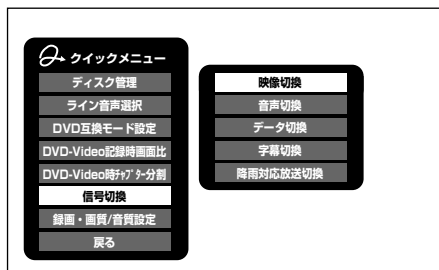 クイックメニュー
ディスク管理
ライン音声選択
DVD互換モード設定
DVD-Video記録時画面比
DVD-Video時ﾁｬﾌﾟﾀｰ分割
信号切換
録画・画質/音質設定
戻る
映像切換
音声切換
データ切換
字幕切換
降雨対応放送切換